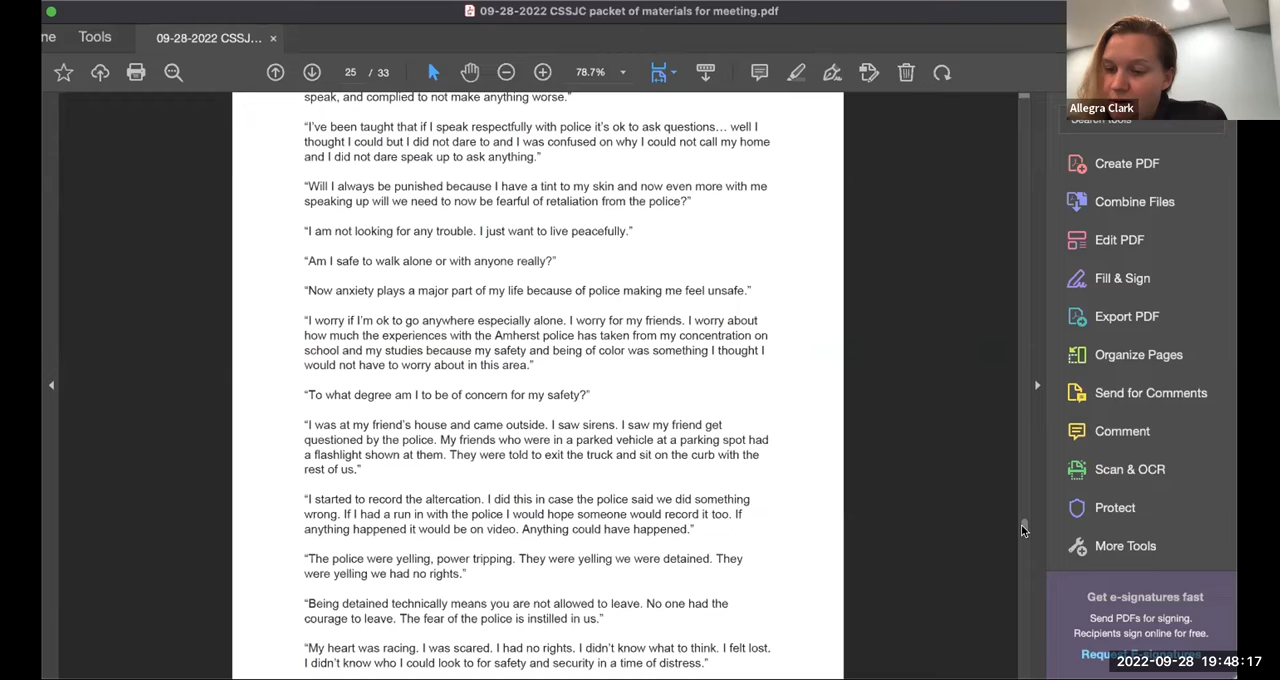 09-28-2022 CSSJC packet of materials for meeting.pdf
ne Tools 09-28-2022 CSSJ... ×
25 / 33 78.7%
Allegra Clark
Search tools
speak, and complied to not make anything worse.”
“I’ve been taught that if I speak respectfully with police it’s ok to ask questions… well I
thought I could but I did not dare to and I was confused on why I could not call my home
and I did not dare speak up to ask anything.”
“Will I always be punished because I have a tint to my skin and now even more with me
speaking up will we need to now be fearful of retaliation from the police?”
“I am not looking for any trouble. I just want to live peacefully.”
“Am I safe to walk alone or with anyone really?”
“Now anxiety plays a major part of my life because of police making me feel unsafe.”
“I worry if I’m ok to go anywhere especially alone. I worry for my friends. I worry about
how much the experiences with the Amherst police has taken from my concentration on
school and my studies because my safety and being of color was something I thought I
would not have to worry about in this area.”
“To what degree am I to be of concern for my safety?”
“I was at my friend’s house and came outside. I saw sirens. I saw my friend get
questioned by the police. My friends who were in a parked vehicle at a parking spot had
a flashlight shown at them. They were told to exit the truck and sit on the curb with the
rest of us.”
“I started to record the altercation. I did this in case the police said we did something
wrong. If I had a run in with the police I would hope someone would record it too. If
anything happened it would be on video. Anything could have happened.”
“The police were yelling, power tripping. They were yelling we were detained. They
were yelling we had no rights.”
“Being detained technically means you are not allowed to leave. No one had the
courage to leave. The fear of the police is instilled in us.”
“My heart was racing. I was scared. I had no rights. I didn’t know what to think. I felt lost.
I didn’t know who I could look to for safety and security in a time of distress.”
Create PDF
Combine Files
Edit PDF
Fill & Sign
Export PDF
Organize Pages
Send for Comments
Comment
Scan & OCR
Protect
More Tools
Get e-signatures fast
Send PDFs for signing.
Recipients sign online for free.
Request E-signatures
2022-09-28 19:48:17